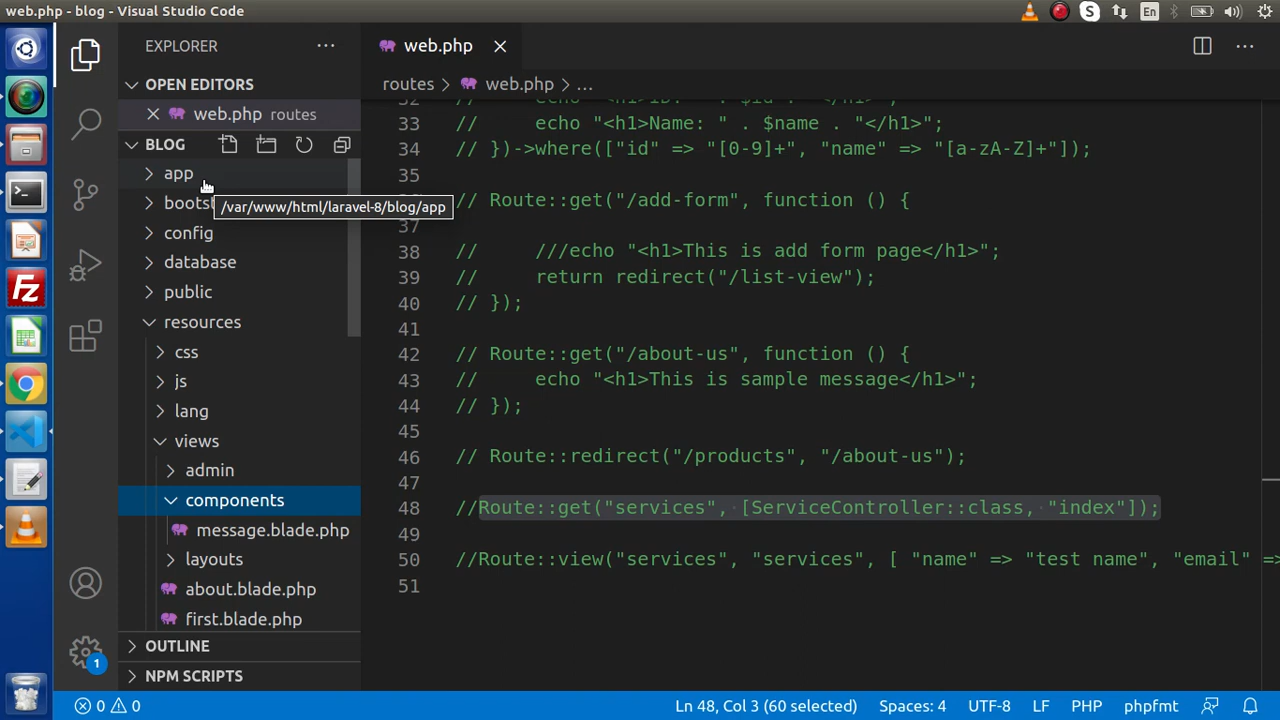 web.php - blog - Visual Studio Code
En
EXPLORER
web.php
OPEN EDITORS
routes > web.php > ...
web.php routes
BLOG
app
/var/www/html/laravel-8/blog/app
config
database
public
resources
css
js
lang
views
admin
components
message.blade.php
layouts
about.blade.php
first.blade.php
OUTLINE
NPM SCRIPTS
33 //     echo "<h1>Name: " . $name . "</h1>";
34 // })->where(["id" => "[0-9]+", "name" => "[a-zA-Z]+"]);
35
// Route::get("/add-form", function () {
37
38 //     ///echo "<h1>This is add form page</h1>";
39 //     return redirect("/list-view");
40 // });
41
42 // Route::get("/about-us", function () {
43 //     echo "<h1>This is sample message</h1>";
44 // });
45
46 // Route::redirect("/products", "/about-us");
48 //Route::get("services", [ServiceController::class, "index"]);
49
50 //Route::view("services", "services", [ "name" => "test name", "email" =>
51
1
0 0 Ln 48, Col 3 (60 selected) Spaces: 4 UTF-8 LF PHP phpfmt